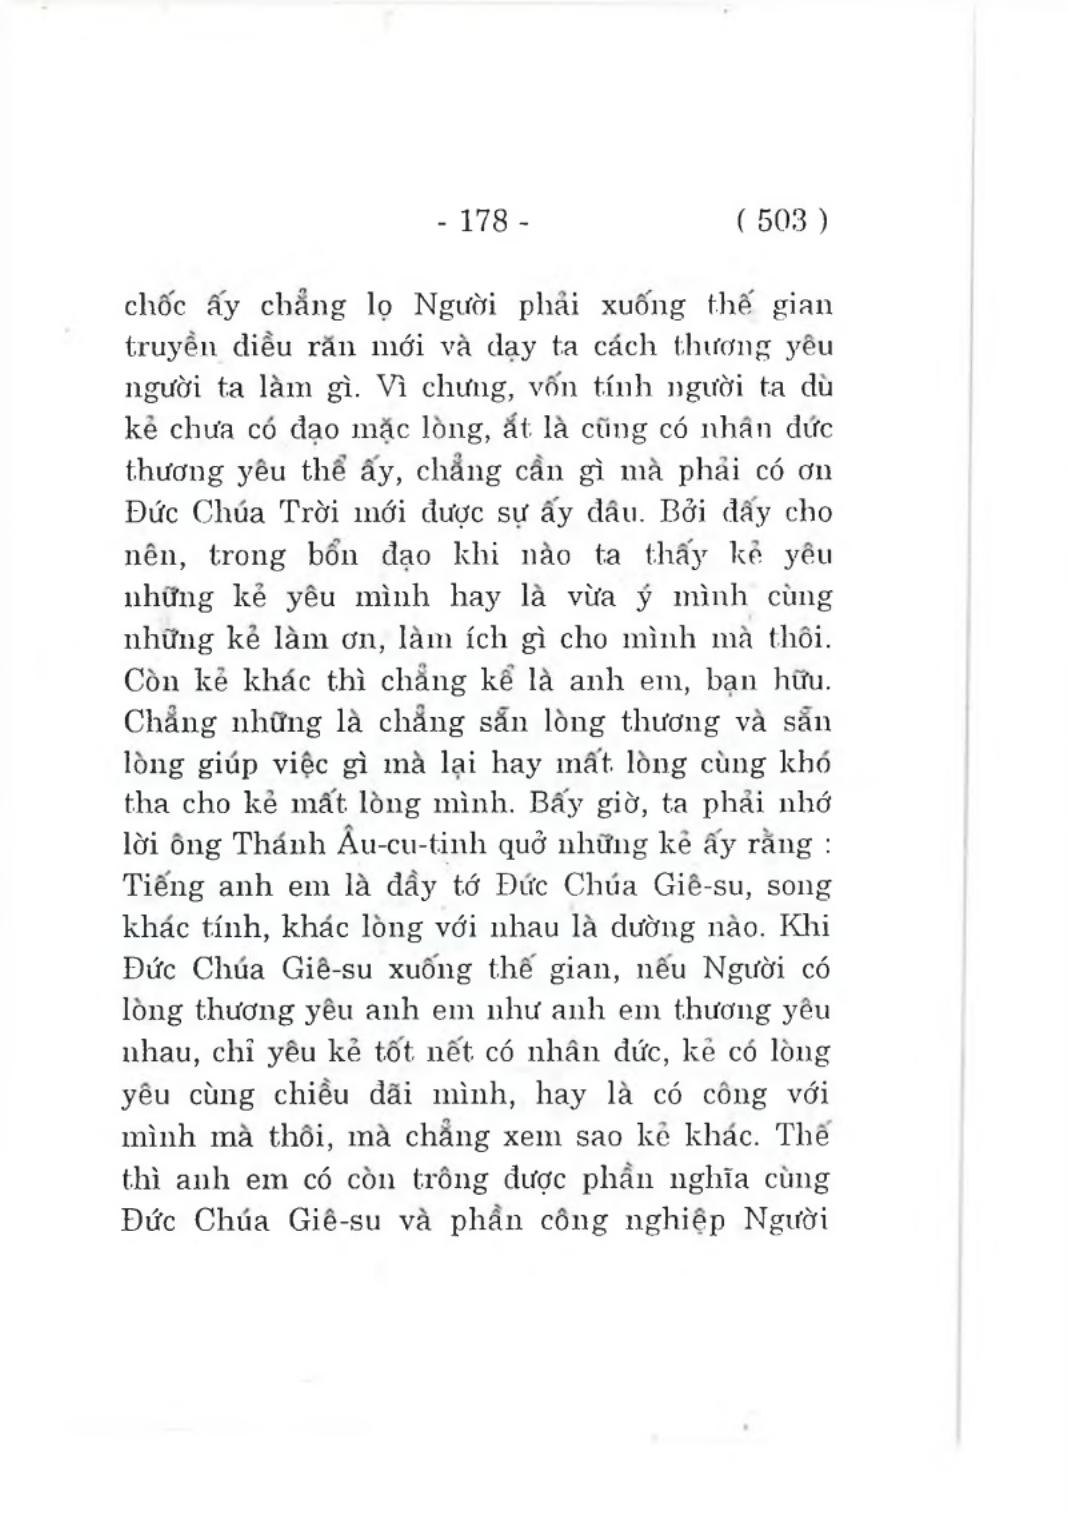 - 178 - ( 503 )
chốc ấy chẳng lọ Người phải xuống thế gian
truyền điều răn mới và dạy ta cách thương yêu
người ta làm gì. Vì chưng, vốn tính người ta dù
kẻ chưa có đạo mặc lòng, ắt là cũng có nhân đức
thương yêu thể ấy, chẳng cần gì mà phải có ơn
Đức Chúa Trời mới được sự ấy đâu. Bởi đấy cho
nên, trong bổn đạo khi nào ta thấy kẻ yêu
những kẻ yêu mình hay là vừa ý mình cùng
những kẻ làm ơn, làm ích gì cho mình mà thôi.
Còn kẻ khác thì chẳng kể là anh em, bạn hữu.
Chẳng những là chẳng sẵn lòng thương và sẵn
lòng giúp việc gì mà lại hay mất lòng cùng khó
tha cho kẻ mất lòng mình. Bấy giờ, ta phải nhớ
lời ông Thánh Âu-cu-tinh quở những kẻ ấy rằng :
Tiếng anh em là đầy tớ Đức Chúa Giê-su, song
khác tính, khác lòng với nhau là dường nào. Khi
Đức Chúa Giê-su xuống thế gian, nếu Người có
lòng thương yêu anh em như anh em thương yêu
nhau, chỉ yêu kẻ tốt nết có nhân đức, kẻ có lòng
yêu cùng chiều đãi mình, hay là có công với
mình mà thôi, mà chẳng xem sao kẻ khác. Thế
thì anh em có còn trông được phần nghĩa cùng
Đức Chúa Giê-su và phần công nghiệp Người